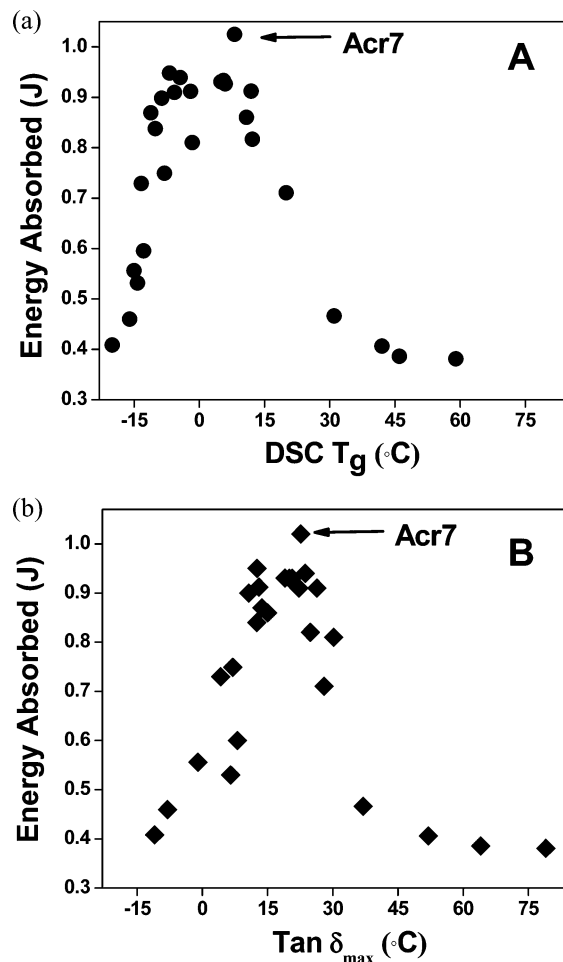 (a)
Acr7
A
1.0
0.9
0.8
0.7
0.6
0.5
0.4
0.3
Energy Absorbed (J)
-15 0 15 30 45 60 75
DSC Tg (◦C)
(b)
Acr7
B
1.0
0.9
0.8
0.7
0.6
0.5
0.4
0.3
Energy Absorbed (J)
-15 0 15 30 45 60 75
Tan δmax (◦C)